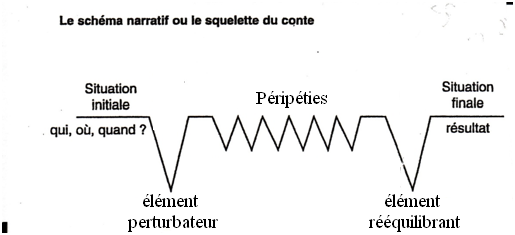 Le schéma narratif ou le squelette du conte
Situation
initiale
qui, où, quand ?
élément
perturbateur
Péripéties
élément
rééquilibrant
Situation
finale
résultat